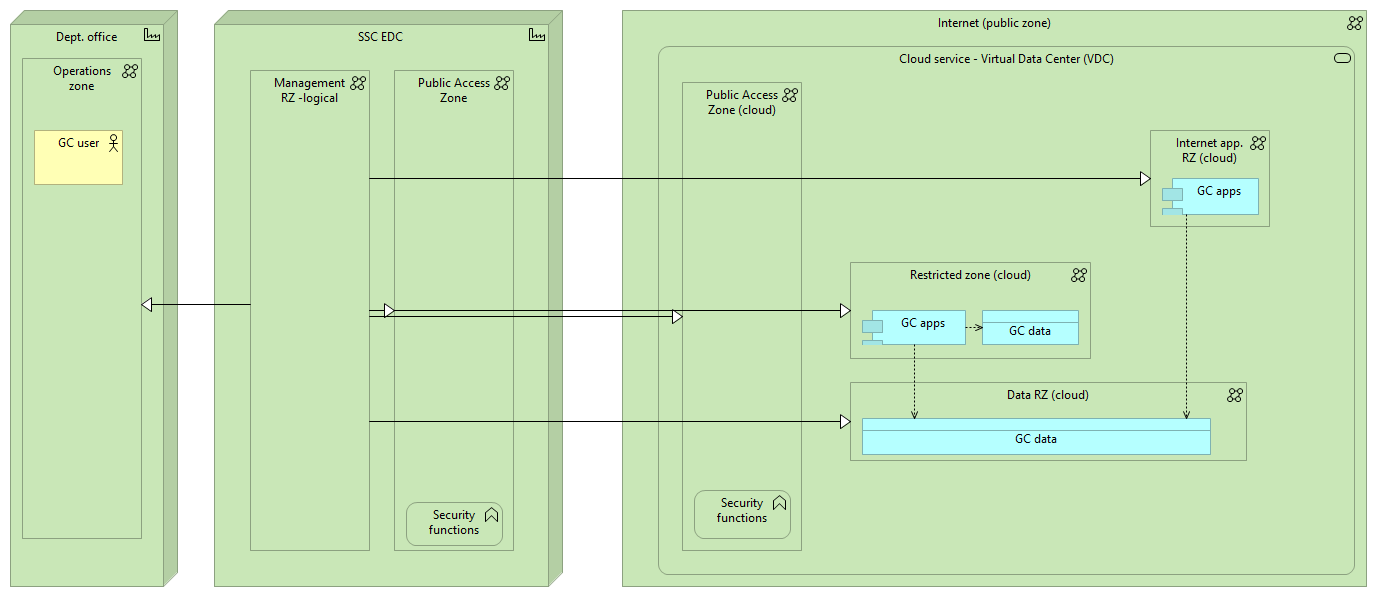 Dept. office
Operations
zone
GC user
SSC EDC
Management
RZ -logical
Public Access
Zone
Security
functions
Internet (public zone)
Cloud service - Virtual Data Center (VDC)
Public Access
Zone (cloud)
Security
functions
Internet app.
RZ (cloud)
GC apps
Restricted zone (cloud)
GC apps
GC data
Data RZ (cloud)
GC data